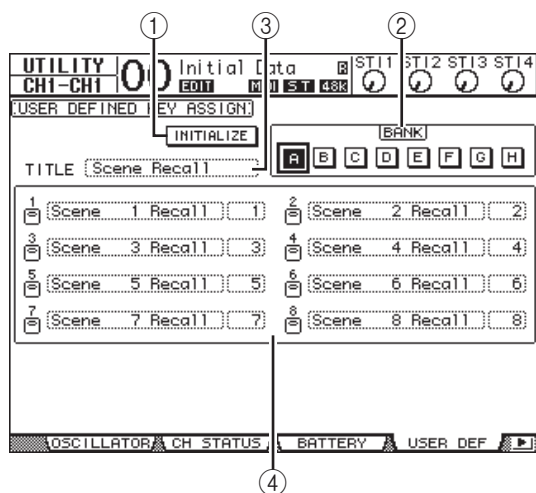 ① ③ ②
UTILITY 00 Initial Data R ST1 ST2 ST3 ST4
CH1-CH1 EDIT ST 48K
USER DEFINED KEY ASSIGN
INITIALIZE BANK
TITLE Scene Recall A B C D E F G H
1 Scene 1 Recall 1 2 Scene 2 Recall 2
3 Scene 3 Recall 3 4 Scene 4 Recall 4
5 Scene 5 Recall 5 6 Scene 6 Recall 6
7 Scene 7 Recall 7 8 Scene 8 Recall 8
OSCILLATOR CH STATUS BATTERY USER DEF
④